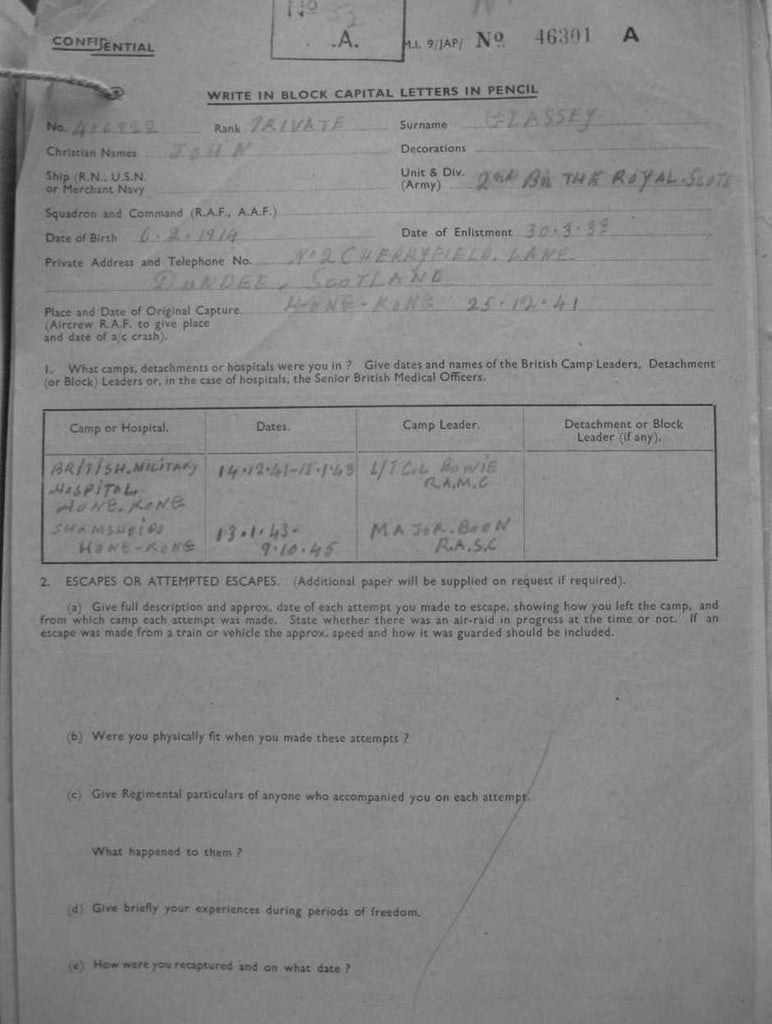 No 52
CONFIDENTIAL
.A. M.I. 9/JAP/ No 46301 A
WRITE IN BLOCK CAPITAL LETTERS IN PENCIL
No. Rank PRIVATE Surname
Christian Names JOHN Decorations
Ship (R.N., U.S.N. Unit & Div. 2nd Bn THE ROYAL. SCOTS
or Merchant Navy (Army)
Squadron and Command (R.A.F., A.A.F.)
Date of Birth 6 . 2 . 1914 Date of Enlistment 30.3.33
Private Address and Telephone No. No 2 CHERRYFIELD. LANE.
DUNDEE, SCOTLAND
Place and Date of Original Capture. HONG-KONG 25.12.41
(Aircrew R.A.F. to give place
and date of a/c crash).
1. What camps, detachments or hospitals were you in ? Give dates and names of the British Camp Leaders, Detachment
(or Block) Leaders or, in the case of hospitals, the Senior British Medical Officers.
Camp or Hospital. Dates. Camp Leader. Detachment or Block
Leader (if any).
BRITISH. MILITARY 14.12.41- L/T COL BOWIE
HOSPITAL R.A.M.C
HONG. KONG
13.1.43- MAJOR. BOON
HONG-KONG 9.10.45 R.A.S.C
2. ESCAPES OR ATTEMPTED ESCAPES. (Additional paper will be supplied on request if required).
(a) Give full description and approx. date of each attempt you made to escape, showing how you left the camp, and
from which camp each attempt was made. State whether there was an air-raid in progress at the time or not. If an
escape was made from a train or vehicle the approx. speed and how it was guarded should be included.
(b) Were you physically fit when you made these attempts ?
(c) Give Regimental particulars of anyone who accompanied you on each attempt.
What happened to them ?
(d) Give briefly your experiences during periods of freedom.
(e) How were you recaptured and on what date ?